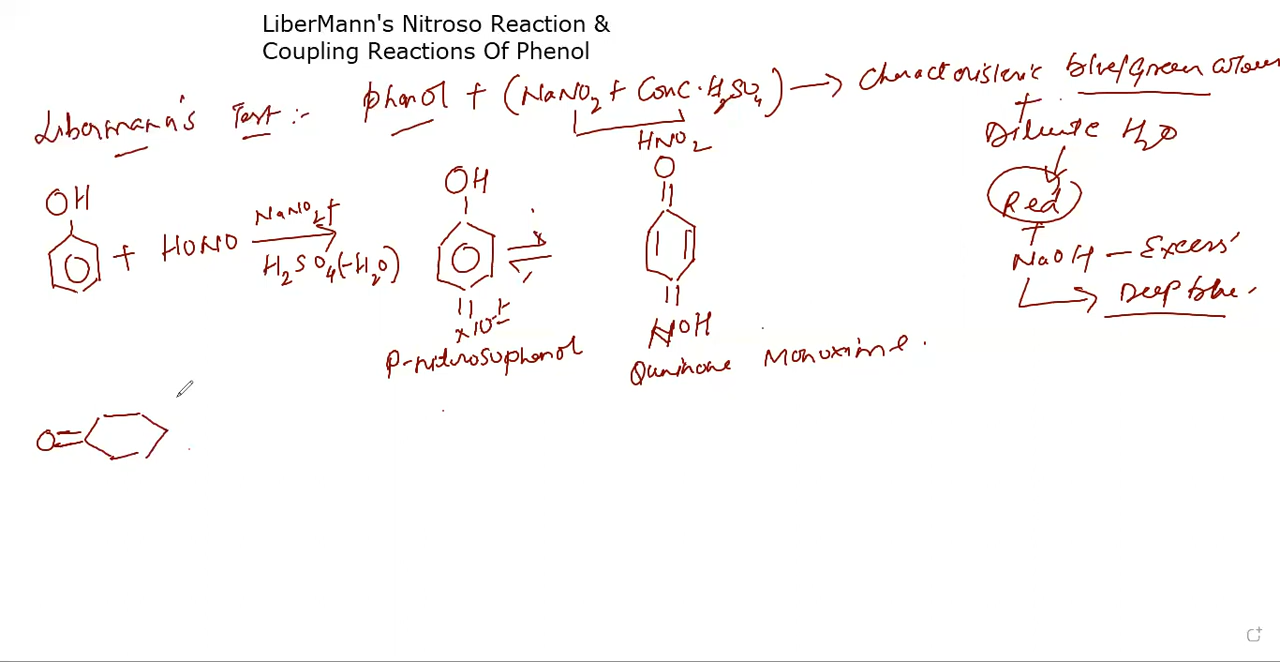 LiberMann's Nitroso Reaction &
Coupling Reactions Of Phenol
Libermann's Test :- phenol + (NaNO2 + Conc. H2SO4) → Characteristic blue/Green colour
HNO2
+
Dilute H2O
Red
+
NaOH - Excess
Deep blue.
OH
+ HONO
NaNO2 +
H2SO4 (-H2O)
OH
P-nitrosophenol
O
NOH
Quninone Monoxime.
O=